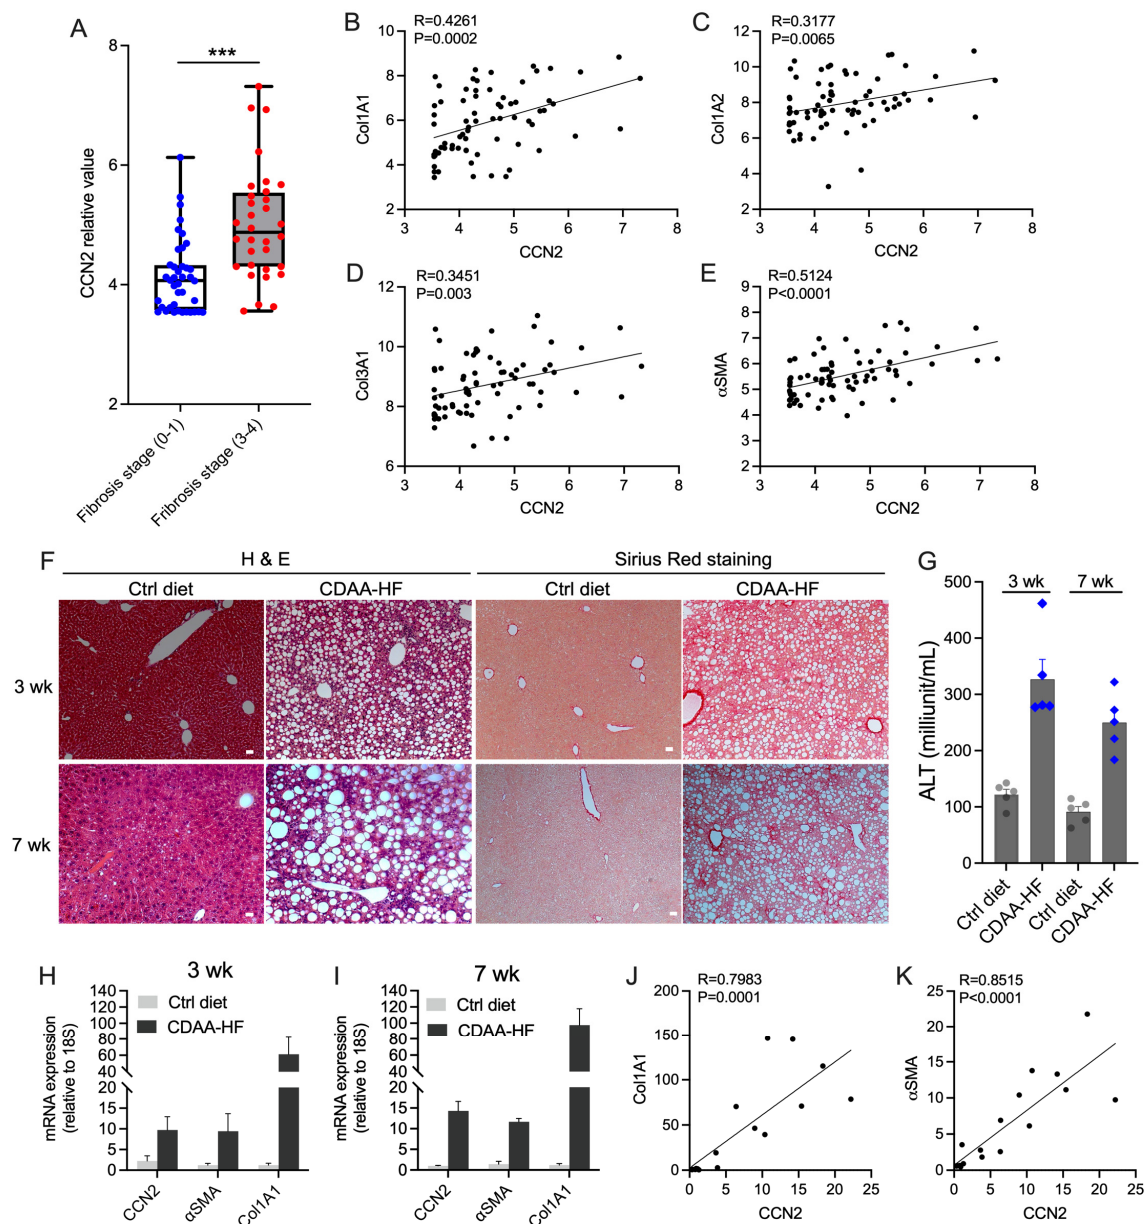 A
CCN2 relative value
8
6
4
2
***
Fibrosis stage (0-1)
Fribrosis stage (3-4)
B
R=0.4261
P=0.0002
Col1A1
10
8
6
4
2
3 4 5 6 7 8
CCN2
C
R=0.3177
P=0.0065
Col1A2
12
10
8
6
4
2
3 4 5 6 7 8
CCN2
D
R=0.3451
P=0.003
Col3A1
12
10
8
6
3 4 5 6 7 8
CCN2
E
R=0.5124
P<0.0001
αSMA
9
8
7
6
5
4
3
2
3 4 5 6 7 8
CCN2
F
H & E
Sirius Red staining
Ctrl diet
CDAA-HF
Ctrl diet
CDAA-HF
3 wk
7 wk
G
3 wk
7 wk
ALT (milliunit/mL)
500
400
300
200
100
0
Ctrl diet
CDAA-HF
Ctrl diet
CDAA-HF
H
3 wk
Ctrl diet
CDAA-HF
mRNA expression
(relative to 18S)
140
120
100
80
60
40
20
15
10
5
0
CCN2
αSMA
Col1A1
I
7 wk
Ctrl diet
CDAA-HF
mRNA expression
(relative to 18S)
140
120
100
80
60
40
20
15
10
5
0
CCN2
αSMA
Col1A1
J
R=0.7983
P=0.0001
Col1A1
200
150
100
50
0
0 5 10 15 20 25
CCN2
K
R=0.8515
P<0.0001
αSMA
25
20
15
10
5
0
0 5 10 15 20 25
CCN2